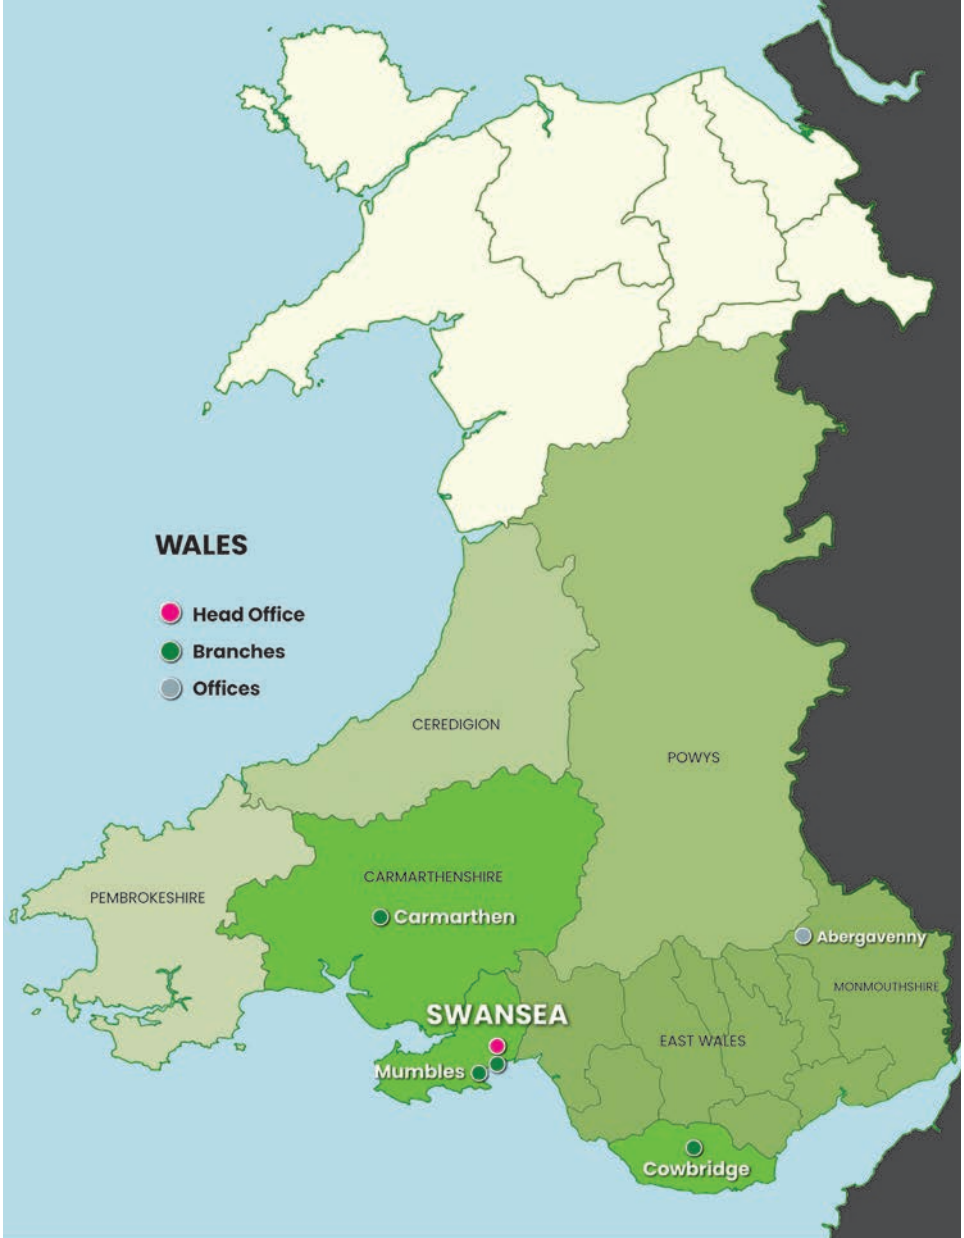 WALES
Head Office
Branches
Offices
CEREDIGION
POWYS
PEMBROKESHIRE
CARMARTHENSHIRE
Carmarthen
Abergavenny
MONMOUTHSHIRE
SWANSEA
EAST WALES
Mumbles
Cowbridge